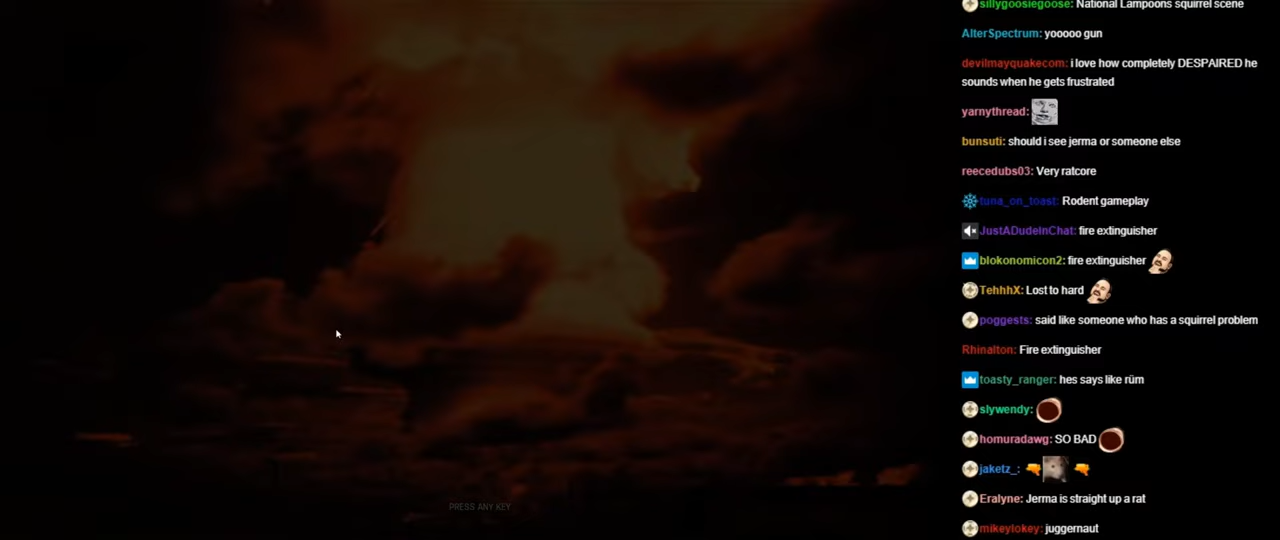 sillygoosiegoose: National Lampoons squirrel scene
AlterSpectrum: yooooo gun
devilmayquakecom: i love how completely DESPAIRED he
sounds when he gets frustrated
yarnythread:
bunsuti: should i see jerma or someone else
reecedubs03: Very ratcore
tuna_on_toast: Rodent gameplay
JustADudeInChat: fire extinguisher
blokonomicon2: fire extinguisher
TehhhX: Lost to hard
poggests: said like someone who has a squirrel problem
Rhinalton: Fire extinguisher
toasty_ranger: hes says like rüm
slywendy:
homuradawg: SO BAD
jaketz_:
PRESS ANY KEY
Eralyne: Jerma is straight up a rat
mikeylokey: juggernaut